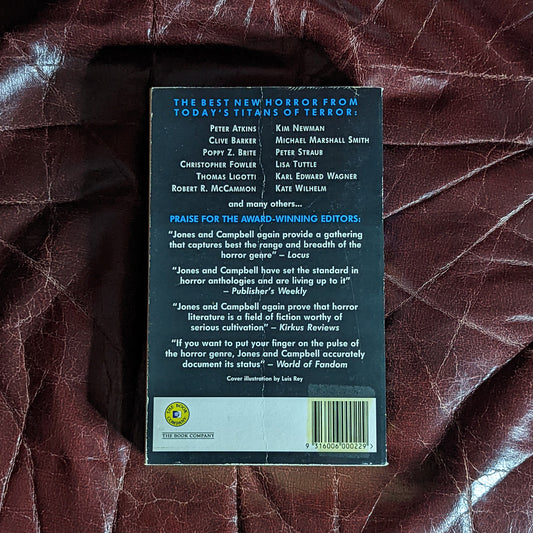 THE BEST NEW HORROR FROM
TODAY'S TITANS OF TERROR:
PETER ATKINS KIM NEWMAN
CLIVE BARKER MICHAEL MARSHALL SMITH
POPPY Z. BRITE PETER STRAUB
CHRISTOPHER FOWLER LISA TUTTLE
THOMAS LIGOTTI KARL EDWARD WAGNER
ROBERT R. MCCAMMON KATE WILHELM
and many others...
PRAISE FOR THE AWARD-WINNING EDITORS:
“Jones and Campbell again provide a gathering
that captures best the range and breadth of the
horror genre” – Locus
“Jones and Campbell have set the standard in
horror anthologies and are living up to it”
– Publisher's Weekly
“Jones and Campbell again prove that horror
literature is a field of fiction worthy of
serious cultivation” – Kirkus Reviews
“If you want to put your finger on the pulse of
the horror genre, Jones and Campbell accurately
document its status” – World of Fandom
Cover illustration by Luis Rey
THE BOOK
COMPANY
THE BOOK COMPANY
9 316006 000229 >